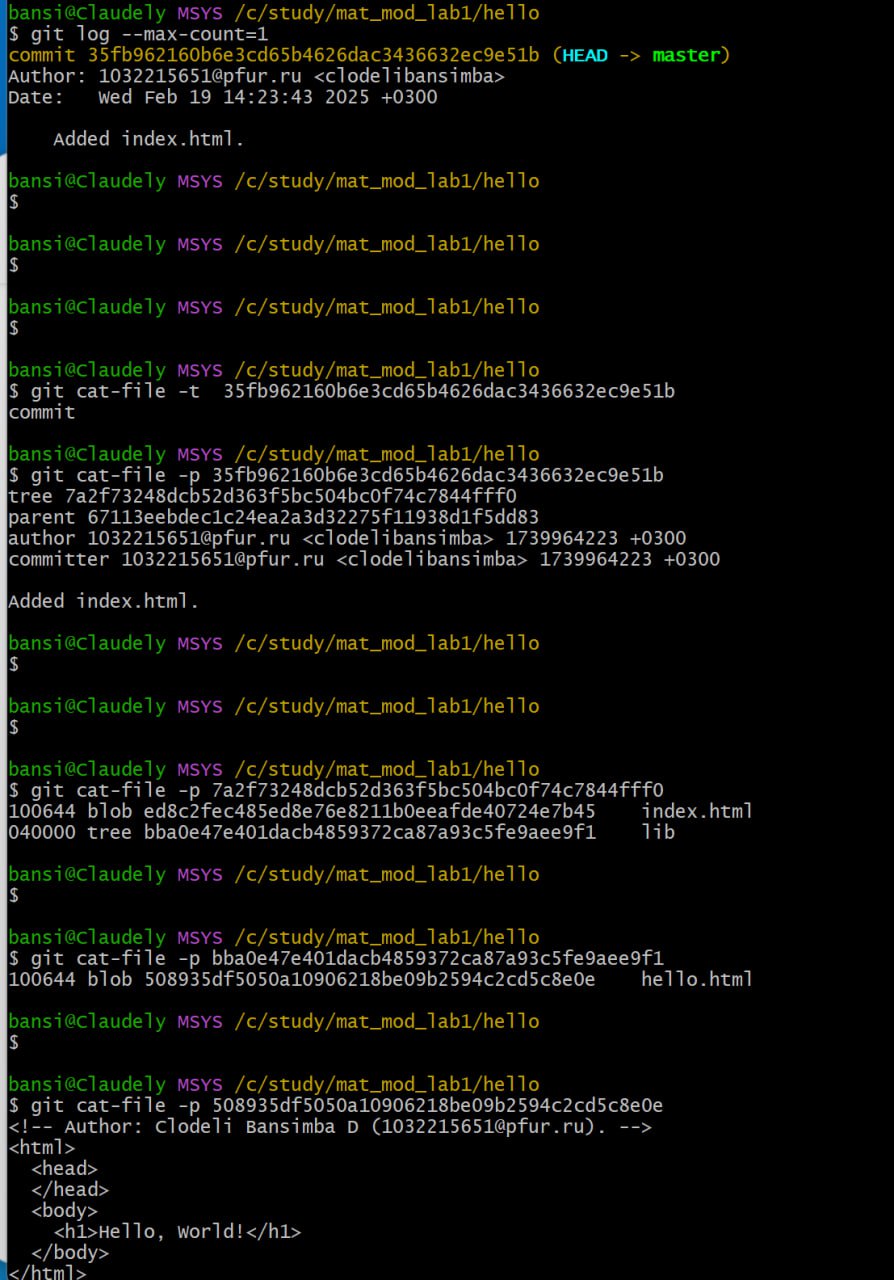 bansi@Claudely MSYS /c/study/mat_mod_lab1/hello
$ git log --max-count=1
commit 35fb962160b6e3cd65b4626dac3436632ec9e51b (HEAD -> master)
Author: 1032215651@pfur.ru <clodelibansimba>
Date:   Wed Feb 19 14:23:43 2025 +0300
    Added index.html.
bansi@Claudely MSYS /c/study/mat_mod_lab1/hello
$
bansi@Claudely MSYS /c/study/mat_mod_lab1/hello
$
bansi@Claudely MSYS /c/study/mat_mod_lab1/hello
$
bansi@Claudely MSYS /c/study/mat_mod_lab1/hello
$ git cat-file -t  35fb962160b6e3cd65b4626dac3436632ec9e51b
commit
bansi@Claudely MSYS /c/study/mat_mod_lab1/hello
$ git cat-file -p 35fb962160b6e3cd65b4626dac3436632ec9e51b
tree 7a2f73248dcb52d363f5bc504bc0f74c7844fff0
parent 67113eebdec1c24ea2a3d32275f11938d1f5dd83
author 1032215651@pfur.ru <clodelibansimba> 1739964223 +0300
committer 1032215651@pfur.ru <clodelibansimba> 1739964223 +0300
Added index.html.
bansi@Claudely MSYS /c/study/mat_mod_lab1/hello
$
bansi@Claudely MSYS /c/study/mat_mod_lab1/hello
$
bansi@Claudely MSYS /c/study/mat_mod_lab1/hello
$ git cat-file -p 7a2f73248dcb52d363f5bc504bc0f74c7844fff0
100644 blob ed8c2fec485ed8e76e8211b0eeafde40724e7b45    index.html
040000 tree bba0e47e401dacb4859372ca87a93c5fe9aee9f1    lib
bansi@Claudely MSYS /c/study/mat_mod_lab1/hello
$
bansi@Claudely MSYS /c/study/mat_mod_lab1/hello
$ git cat-file -p bba0e47e401dacb4859372ca87a93c5fe9aee9f1
100644 blob 508935df5050a10906218be09b2594c2cd5c8e0e    hello.html
bansi@Claudely MSYS /c/study/mat_mod_lab1/hello
$
bansi@Claudely MSYS /c/study/mat_mod_lab1/hello
$ git cat-file -p 508935df5050a10906218be09b2594c2cd5c8e0e
<!-- Author: Clodeli Bansimba D (1032215651@pfur.ru). -->
<html>
  <head>
  </head>
  <body>
    <h1>Hello, World!</h1>
  </body>
</html>